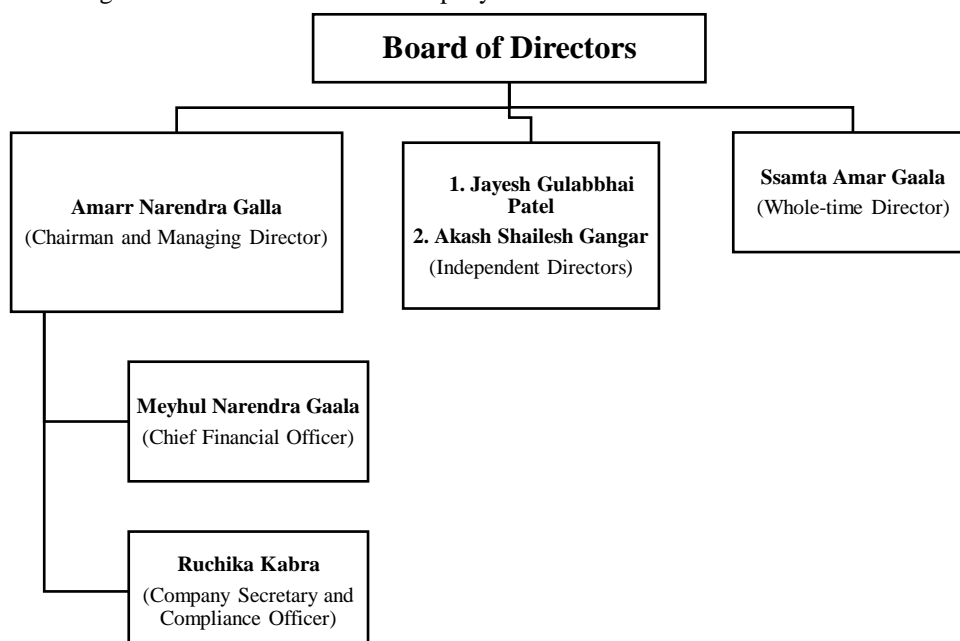 Board of Directors
Amarr Narendra Galla
(Chairman and Managing Director)
1. Jayesh Gulabbhai
Patel
2. Akash Shailesh Gangar
(Independent Directors)
Ssamta Amar Gaala
(Whole-time Director)
Meyhul Narendra Gaala
(Chief Financial Officer)
Ruchika Kabra
(Company Secretary and
Compliance Officer)